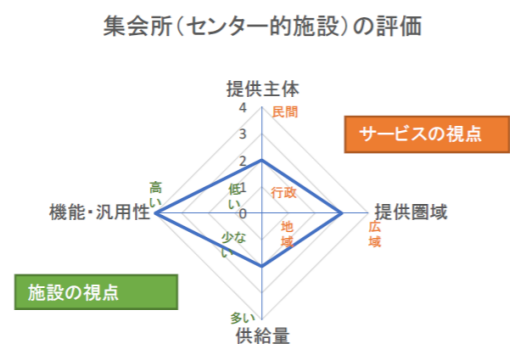 集会所（センター的施設）の評価
提供主体
4
民間
3
サービスの視点
2
高い
低い
1
行政
機能・汎用性
0
提供圏域
地域
広域
少ない
施設の視点
多い
供給量